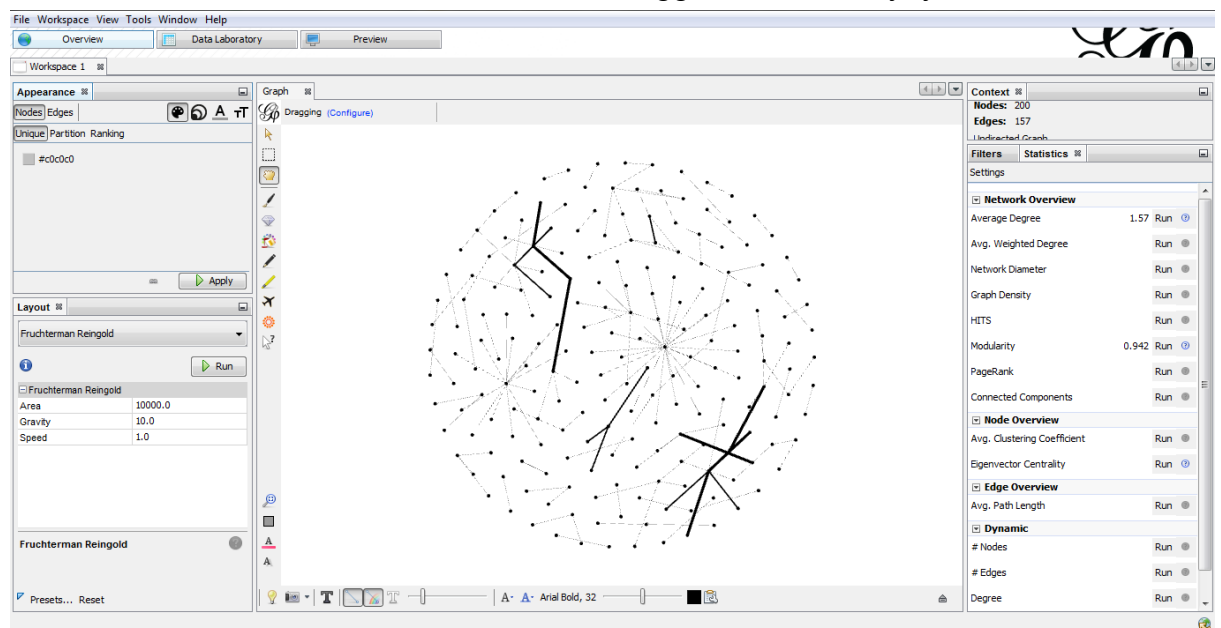 File Workspace View Tools Window Help
Overview Data Laboratory Preview
Workspace 1
Appearance
Nodes Edges A TT
Unique Partition Ranking
#c0c0c0
Apply
Layout
Fruchterman Reingold
Run
Fruchterman Reingold
Area 10000.0
Gravity 10.0
Speed 1.0
Fruchterman Reingold
Presets... Reset
Graph
Dragging (Configure)
A
A
T T A- A- Arial Bold, 32
Context
Nodes: 200
Edges: 157
Undirected Graph
Filters Statistics
Settings
Network Overview
Average Degree 1.57 Run
Avg. Weighted Degree Run
Network Diameter Run
Graph Density Run
HITS Run
Modularity 0.942 Run
PageRank Run
Connected Components Run
Node Overview
Avg. Clustering Coefficient Run
Eigenvector Centrality Run
Edge Overview
Avg. Path Length Run
Dynamic
# Nodes Run
# Edges Run
Degree Run